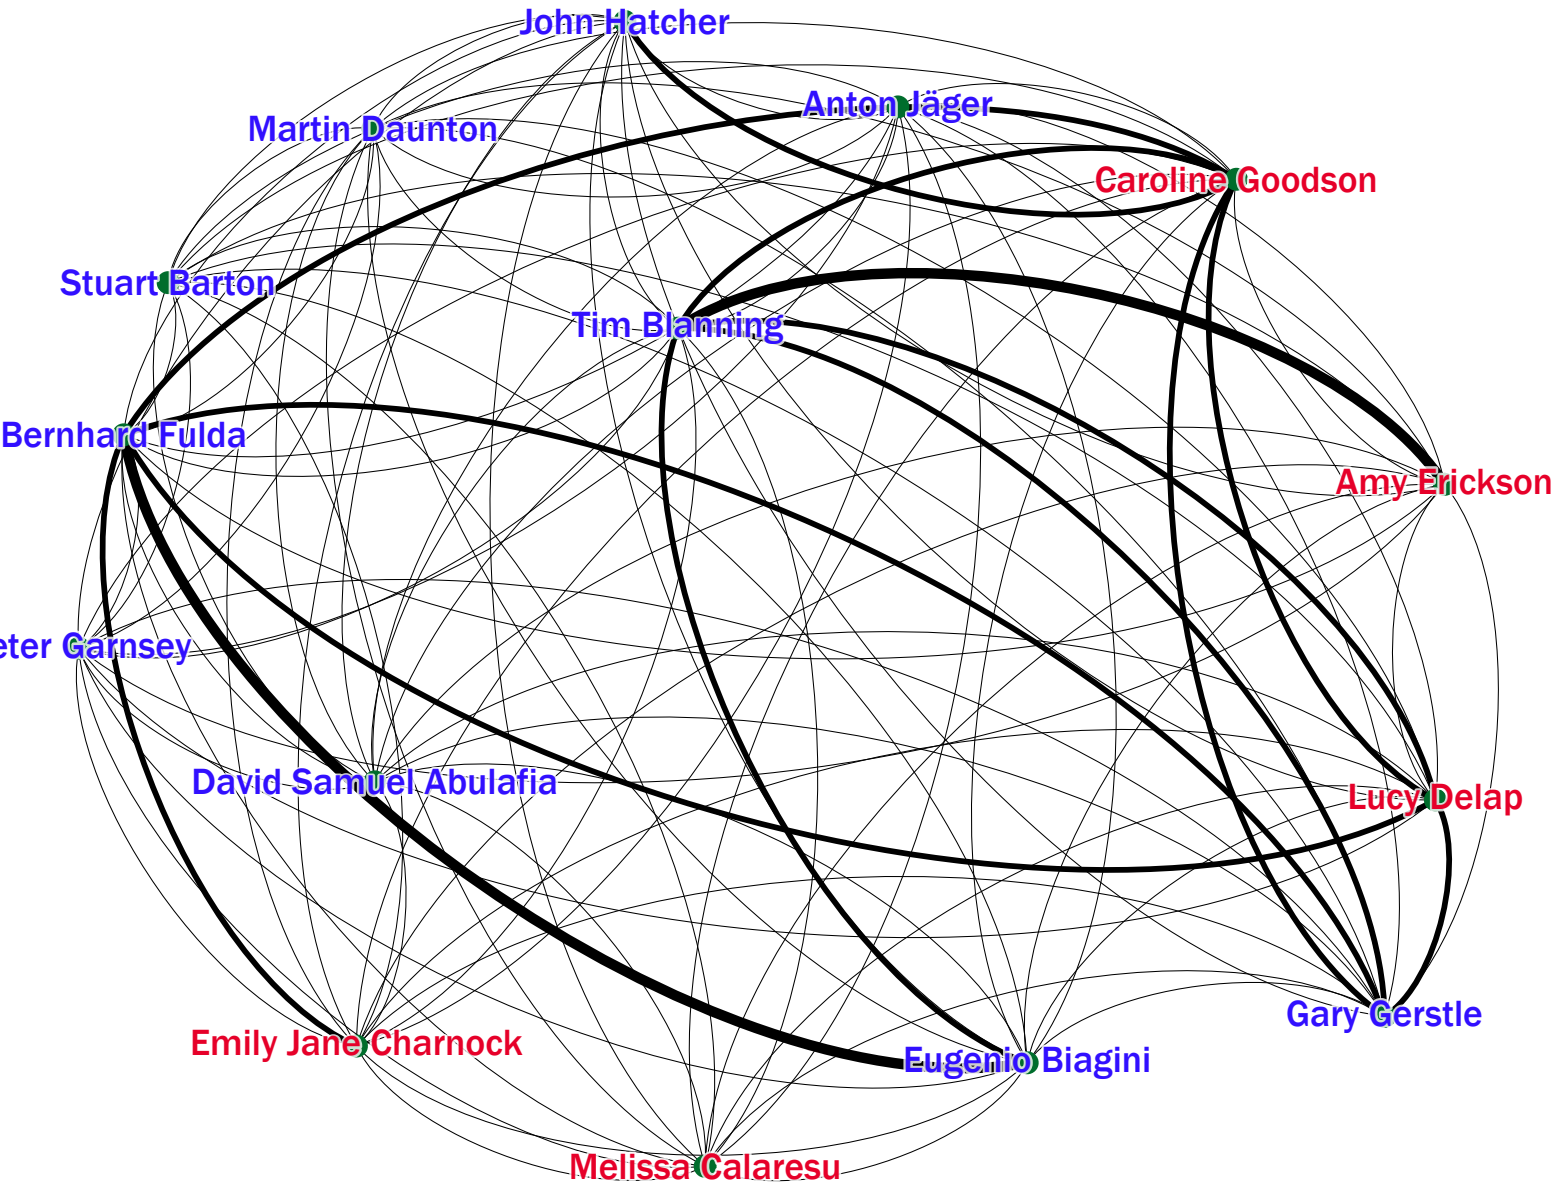 John Hatcher
Anton Jäger
Martin Daunton
Caroline Goodson
Stuart Barton
Tim Blanning
Bernhard Fulda
Amy Erickson
eter Garnsey
David Samuel Abulafia
Lucy Delap
Gary Gerstle
Emily Jane Charnock
Eugenio Biagini
Melissa Calaresu